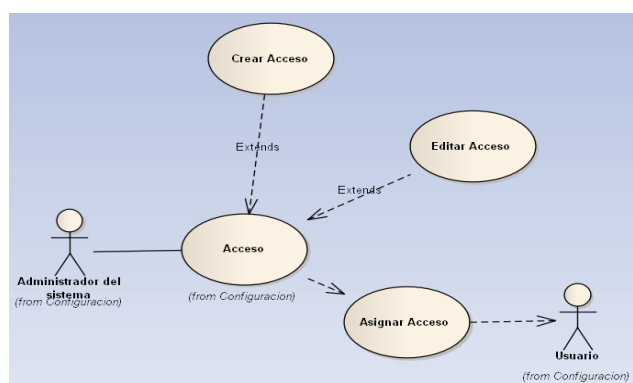 Crear Acceso
Extends
Editar Acceso
Extends
Acceso
(from Configuracion)
Administrador del
sistema
(from Configuracion)
Asignar Acceso
Usuario
(from Configuracion)